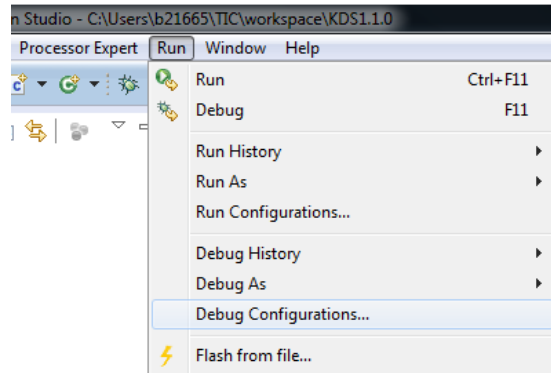 n Studio - C:\Users\b21665\TIC\workspace\KDS1.1.0
Processor Expert Run Window Help
Run Ctrl+F11
Debug F11
Run History
Run As
Run Configurations...
Debug History
Debug As
Debug Configurations...
Flash from file...